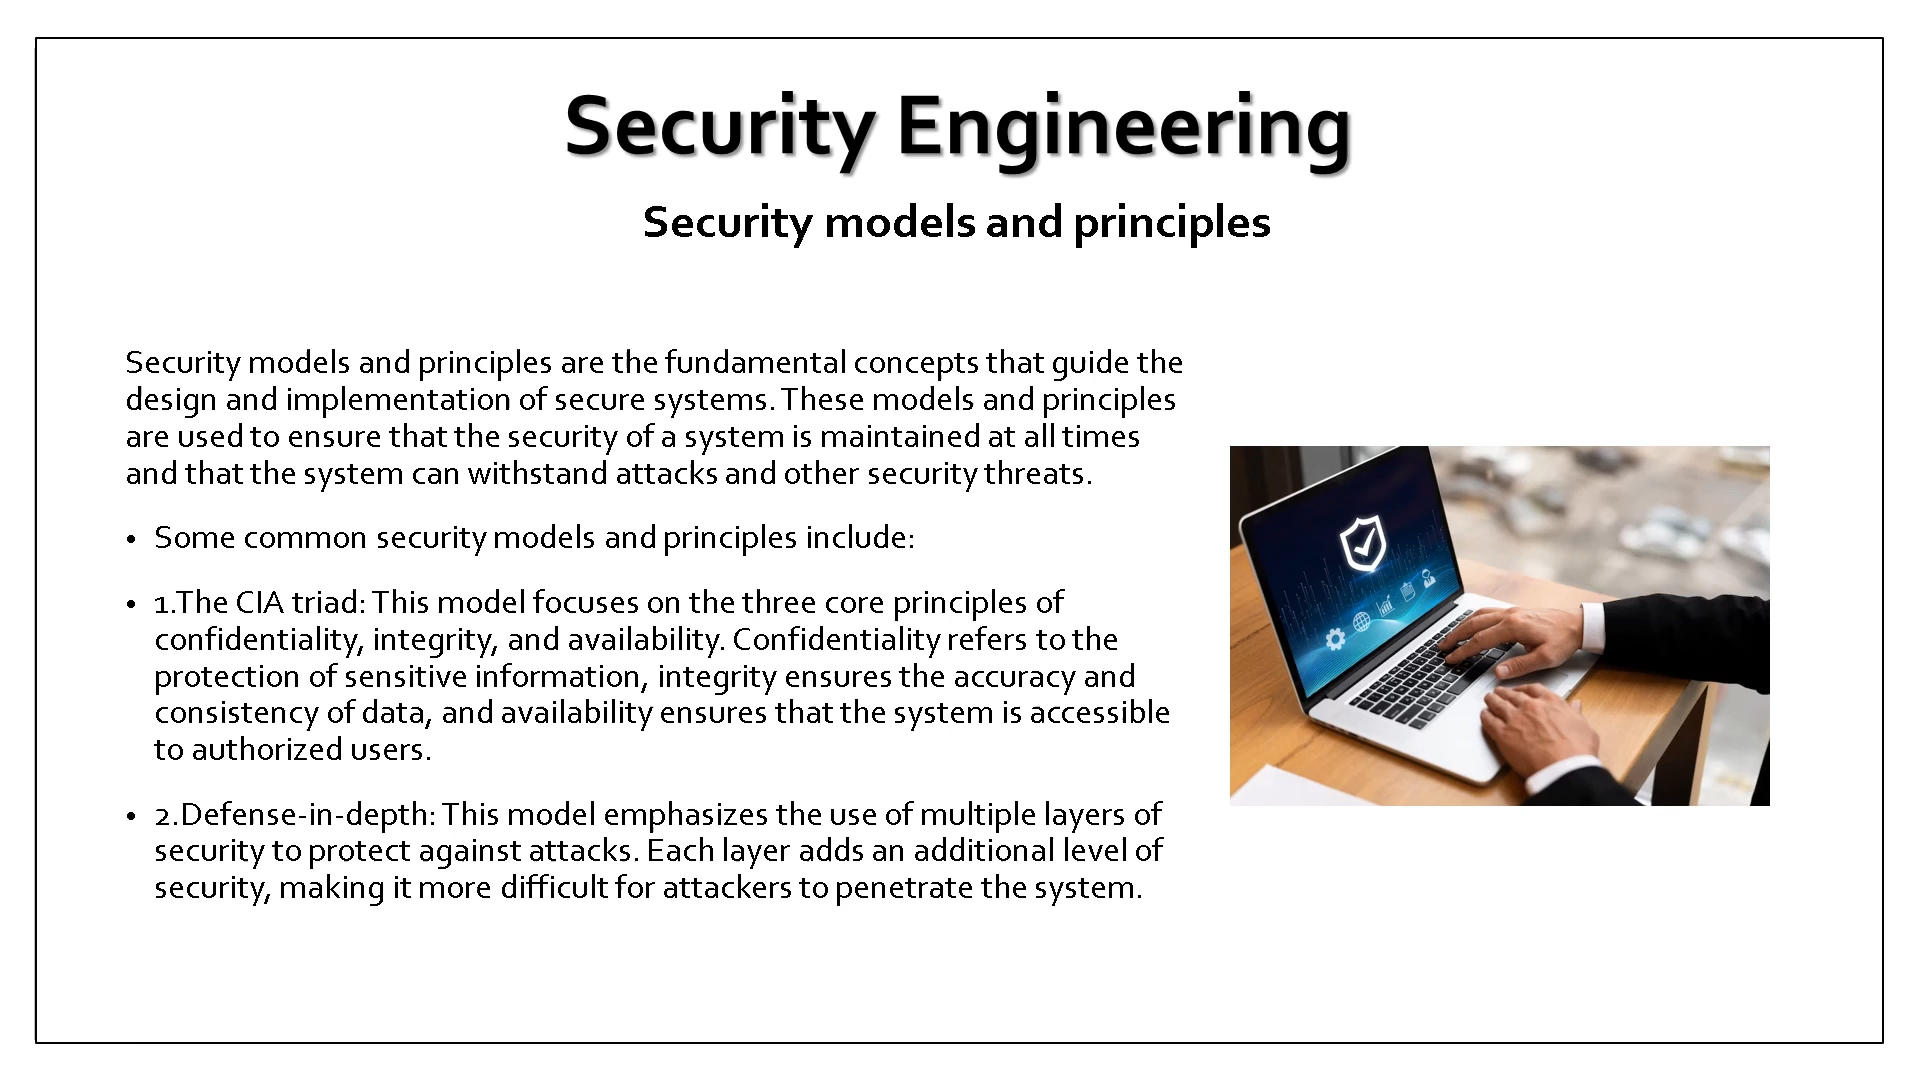 Security Engineering
Security models and principles
Security models and principles are the fundamental concepts that guide the
design and implementation of secure systems. These models and principles
are used to ensure that the security of a system is maintained at all times
and that the system can withstand attacks and other security threats.
• Some common security models and principles include:
• 1.The CIA triad: This model focuses on the three core principles of
confidentiality, integrity, and availability. Confidentiality refers to the
protection of sensitive information, integrity ensures the accuracy and
consistency of data, and availability ensures that the system is accessible
to authorized users.
• 2.Defense-in-depth: This model emphasizes the use of multiple layers of
security to protect against attacks. Each layer adds an additional level of
security, making it more difficult for attackers to penetrate the system.